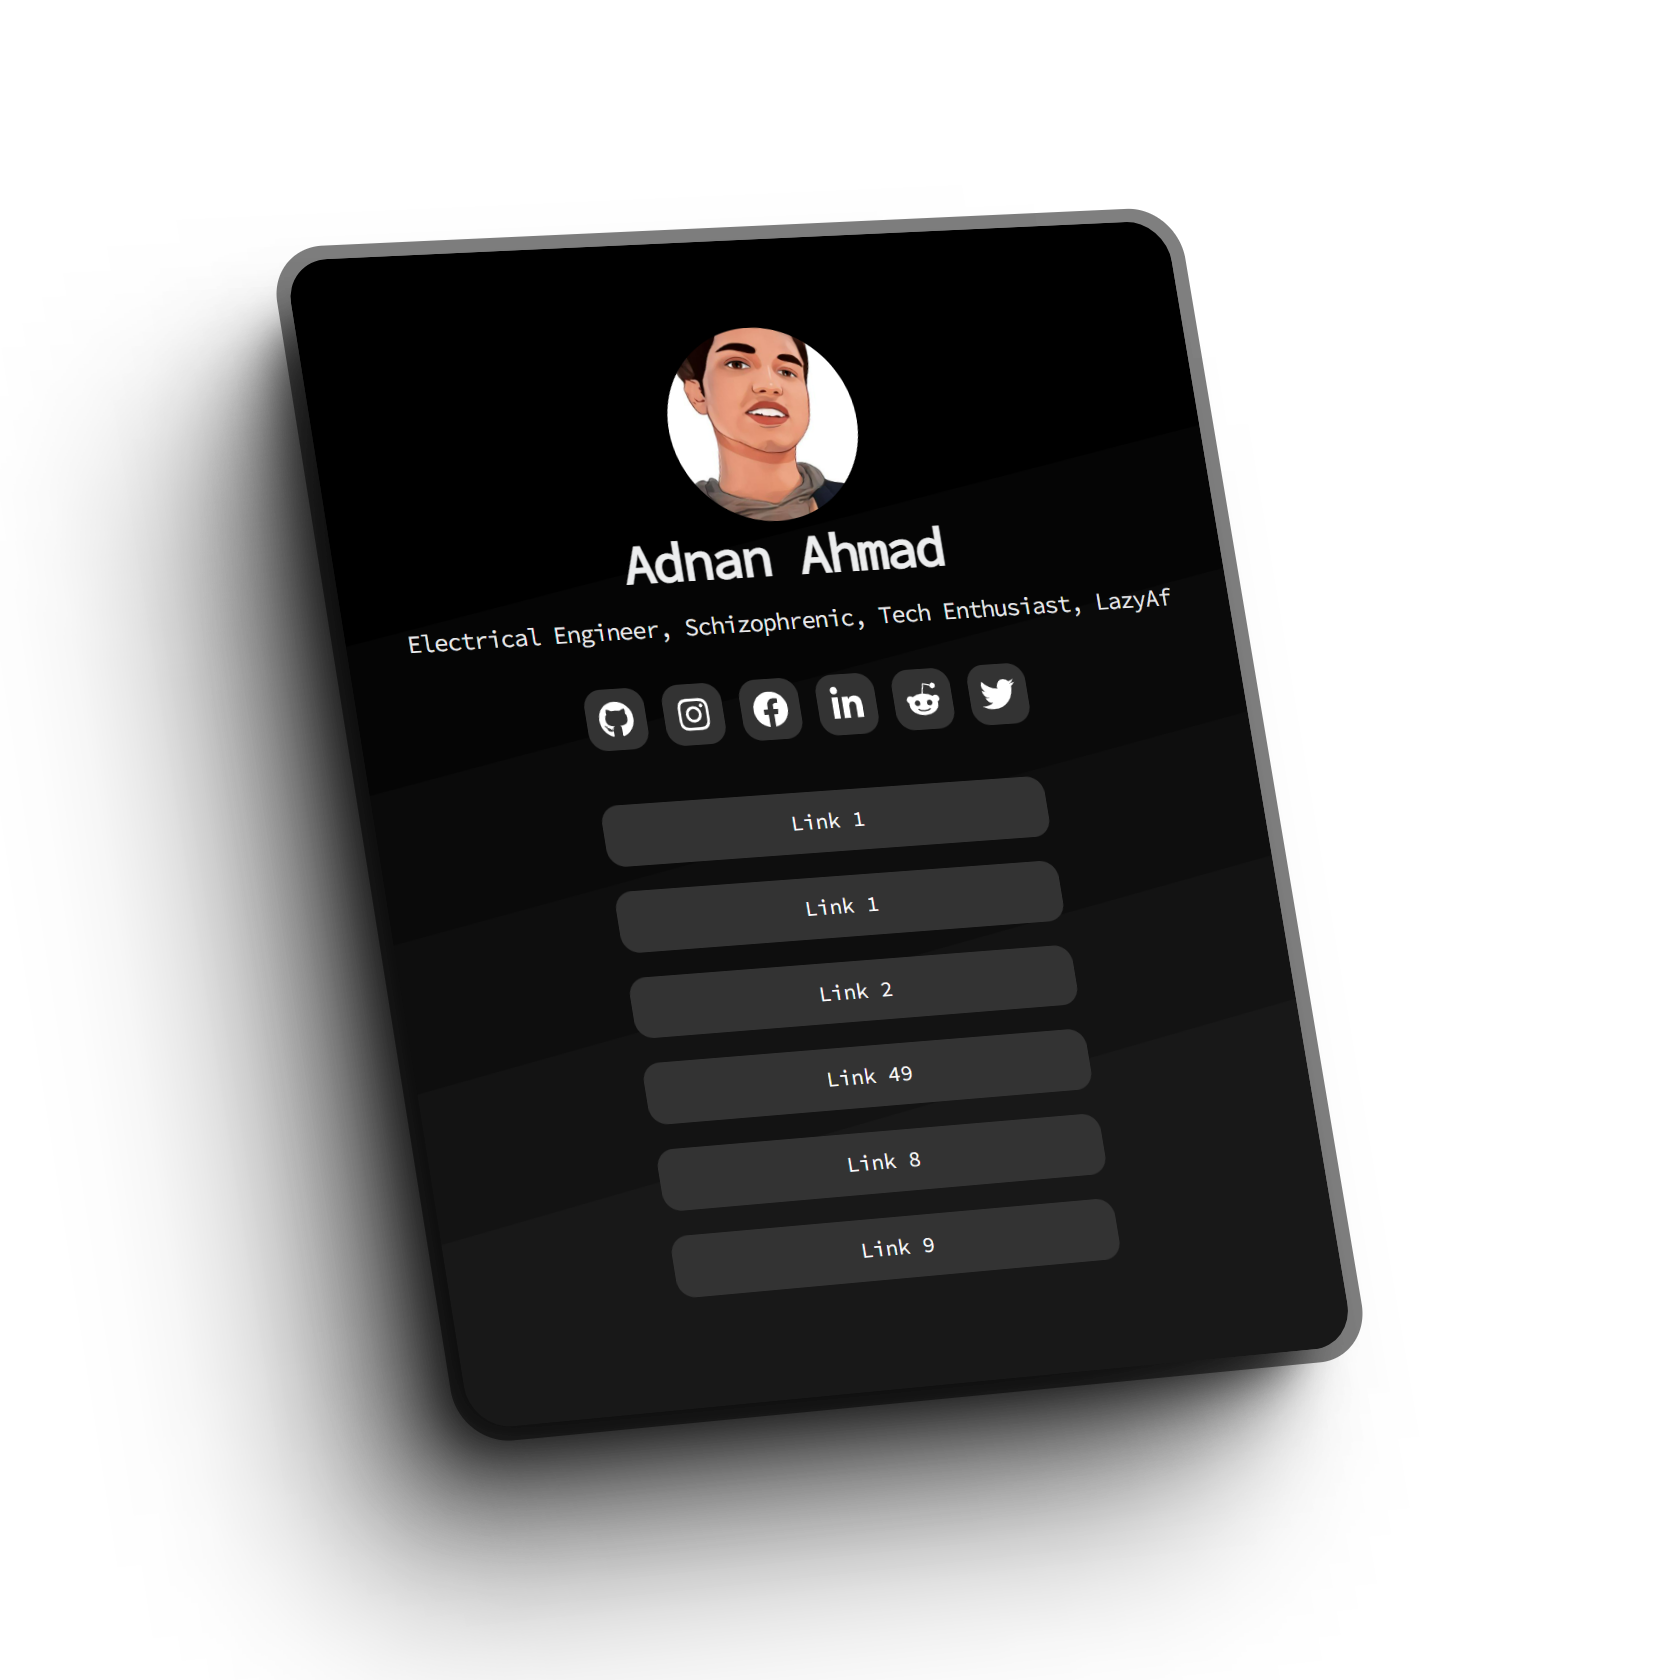 Adnan Ahmad
Electrical Engineer, Schizophrenic, Tech Enthusiast, LazyAf
in
Link 1
Link 1
Link 2
Link 49
Link 8
Link 9